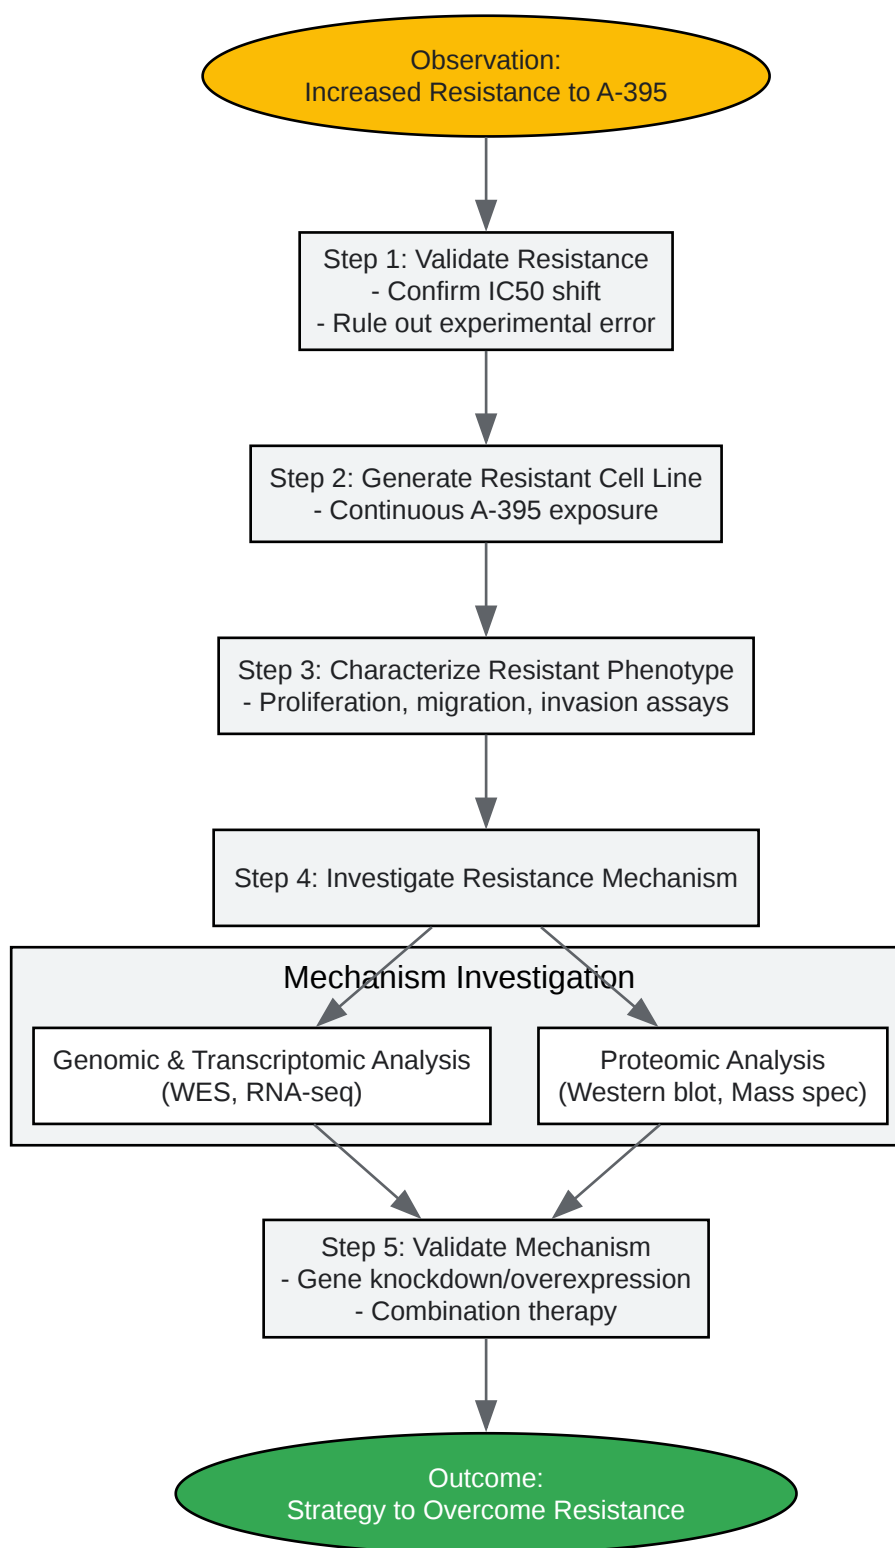 Observation:
Increased Resistance to A-395
Step 1: Validate Resistance
- Confirm IC50 shift
- Rule out experimental error
Step 2: Generate Resistant Cell Line
- Continuous A-395 exposure
Step 3: Characterize Resistant Phenotype
- Proliferation, migration, invasion assays
Step 4: Investigate Resistance Mechanism
Mechanism Investigation
Genomic & Transcriptomic Analysis
(WES, RNA-seq)
Proteomic Analysis
(Western blot, Mass spec)
Step 5: Validate Mechanism
- Gene knockdown/overexpression
- Combination therapy
Outcome:
Strategy to Overcome Resistance